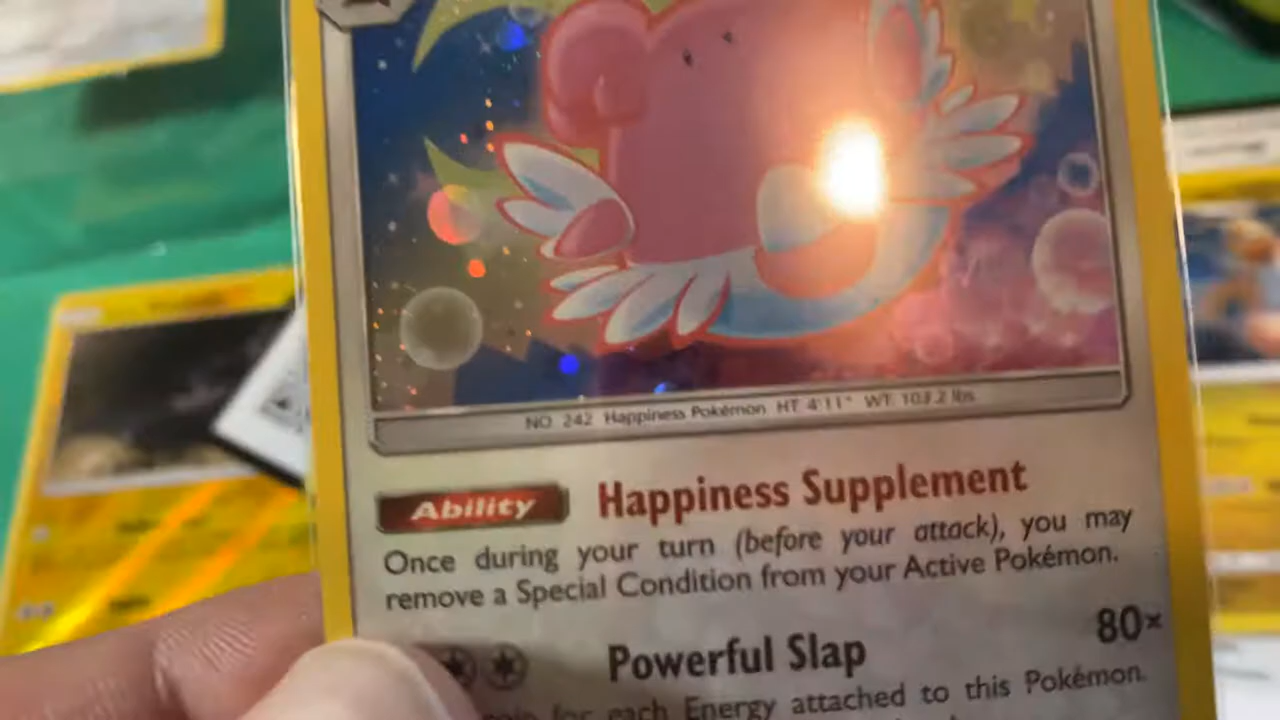 NO. 242 Happiness Pokémon HT: 4'11" WT: 103.2 lbs.
Ability Happiness Supplement
Once during your turn (before your attack), you may
remove a Special Condition from your Active Pokémon.
Powerful Slap 80×
for each Energy attached to this Pokémon.